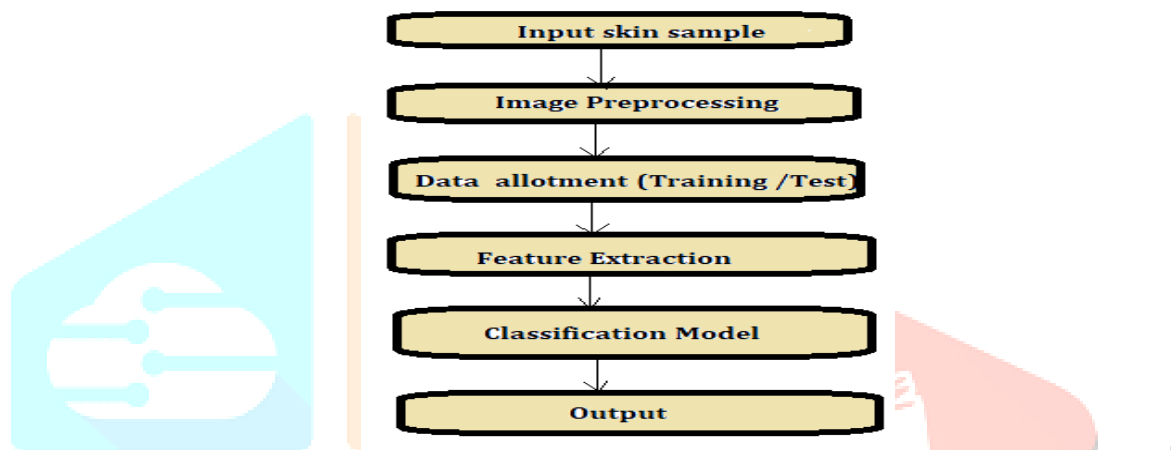 Input skin sample
Image Preprocessing
Data allotment (Training /Test)
Feature Extraction
Classification Model
Output